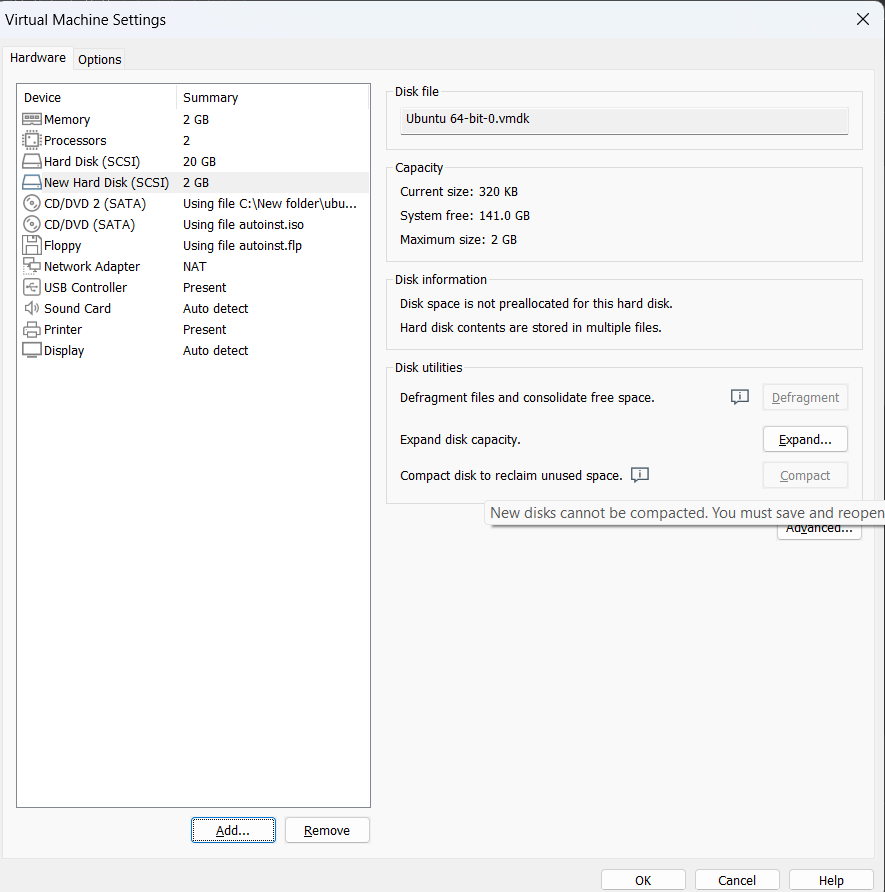 Virtual Machine Settings
Hardware Options
Device Summary
Memory 2 GB
Processors 2
Hard Disk (SCSI) 20 GB
New Hard Disk (SCSI) 2 GB
CD/DVD 2 (SATA) Using file C:\New folder\ubu...
CD/DVD (SATA) Using file autoinst.iso
Floppy Using file autoinst.flp
Network Adapter NAT
USB Controller Present
Sound Card Auto detect
Printer Present
Display Auto detect
Add... Remove
Disk file
Ubuntu 64-bit-0.vmdk
Capacity
Current size: 320 KB
System free: 141.0 GB
Maximum size: 2 GB
Disk information
Disk space is not preallocated for this hard disk.
Hard disk contents are stored in multiple files.
Disk utilities
Defragment files and consolidate free space. Defragment
Expand disk capacity. Expand...
Compact disk to reclaim unused space. Compact
New disks cannot be compacted. You must save and reopen
Advanced...
OK Cancel Help